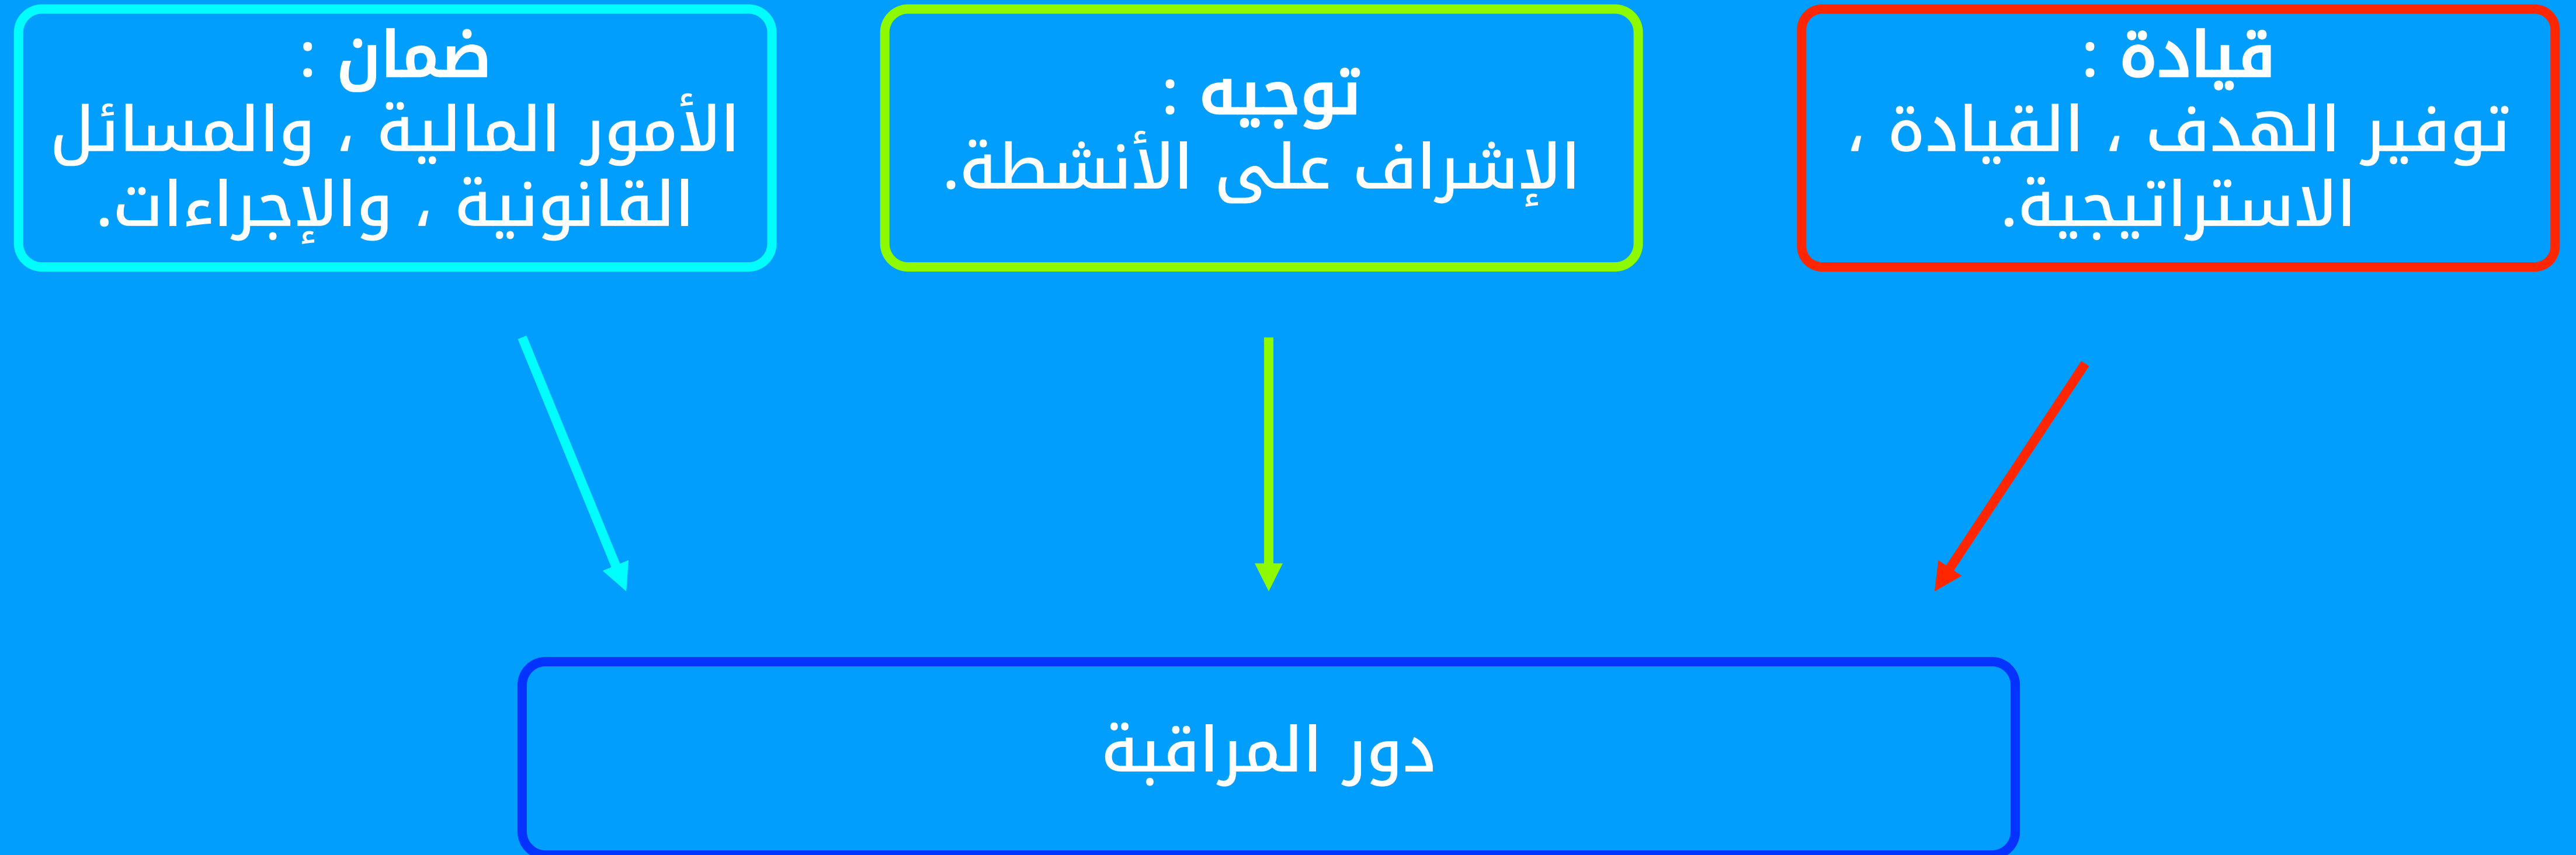 قيادة :
توفير الهدف ، القيادة ،
الاستراتيجية.
توجيه :
الإشراف على الأنشطة.
ضمان :
الأمور المالية ، والمسائل
القانونية ، والإجراءات.
دور المراقبة